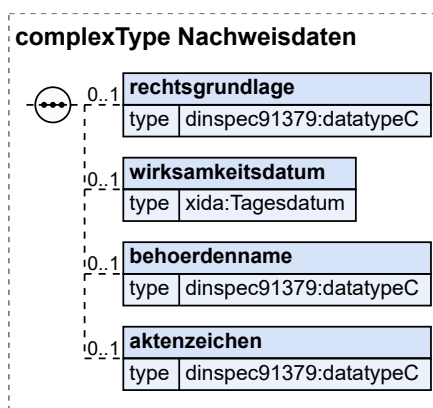 complexType Nachweisdaten
0..1 rechtsgrundlage
type dinspec91379:datatypeC
0..1 wirksamkeitsdatum
type xida:Tagesdatum
0..1 behoerdenname
type dinspec91379:datatypeC
0..1 aktenzeichen
type dinspec91379:datatypeC